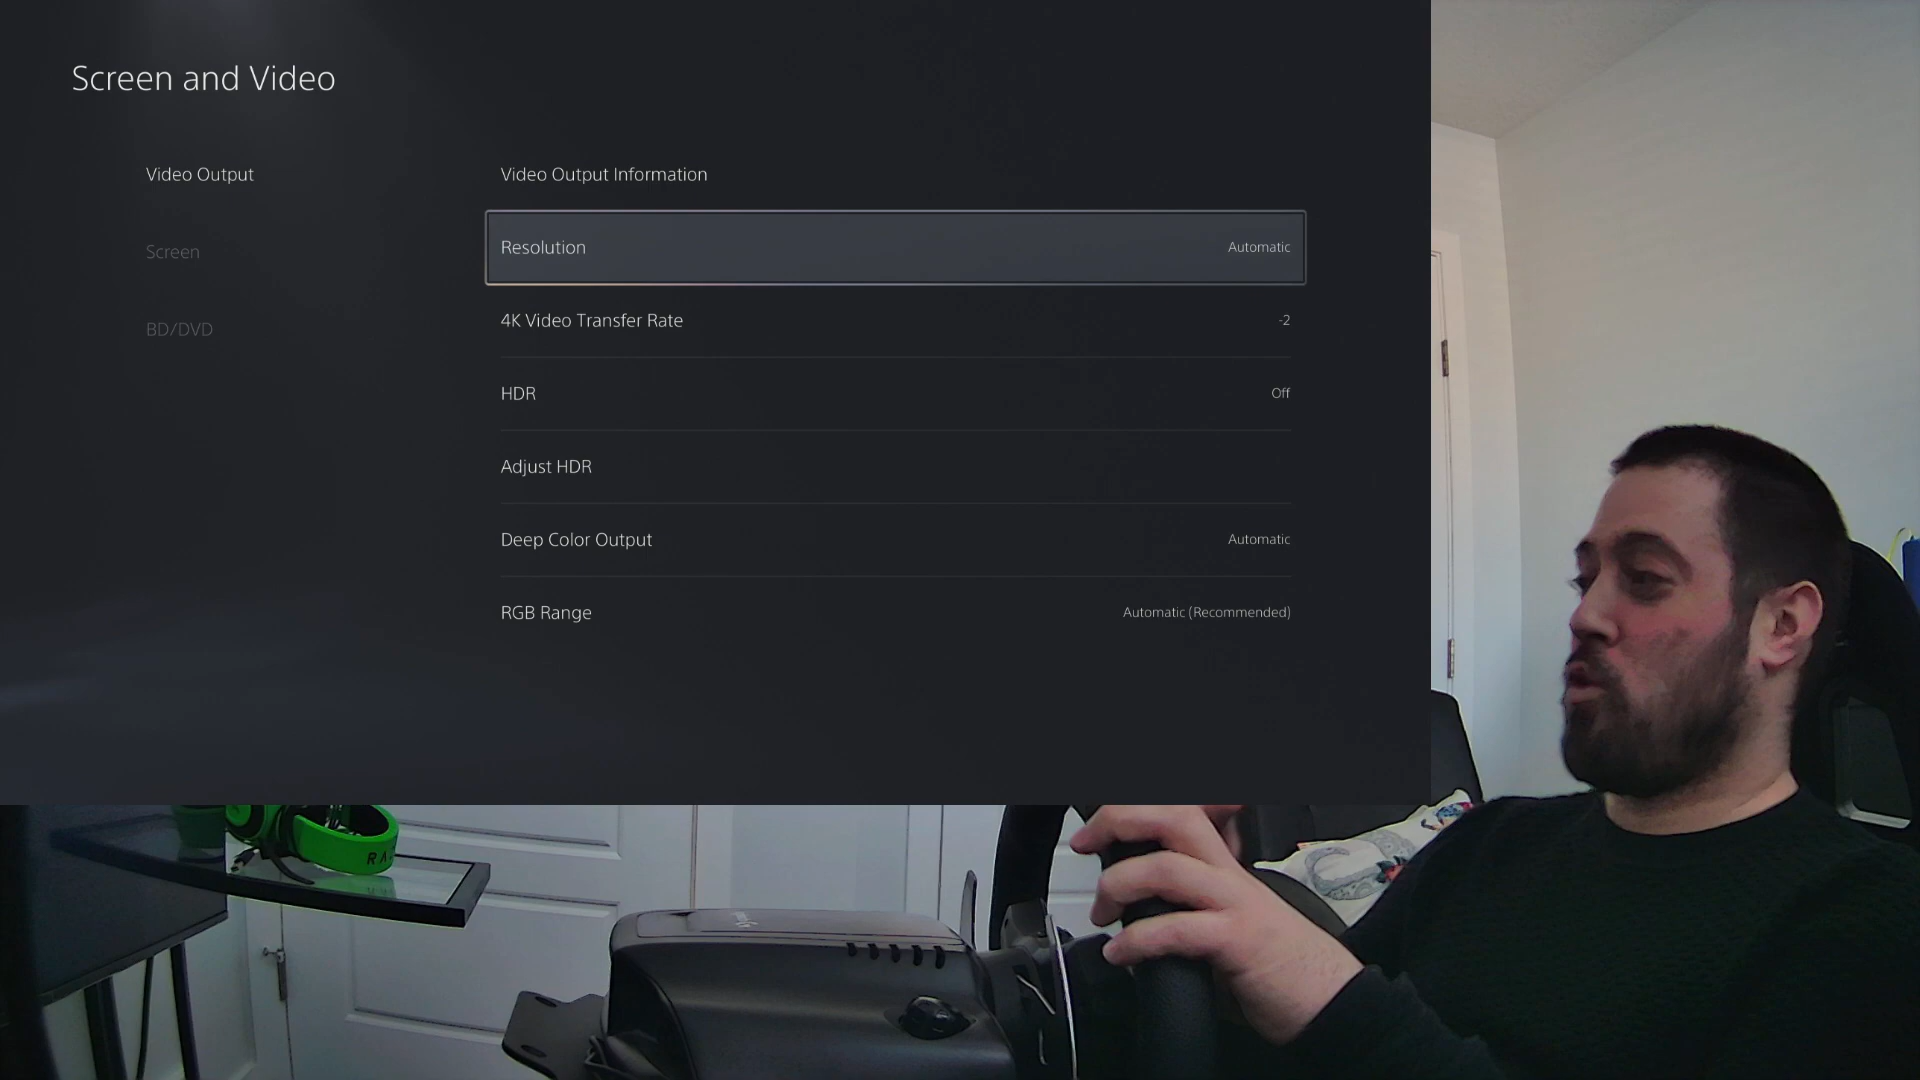 Screen and Video
Video Output
Screen
BD/DVD
Video Output Information
Resolution Automatic
4K Video Transfer Rate -2
HDR Off
Adjust HDR
Deep Color Output Automatic
RGB Range Automatic (Recommended)